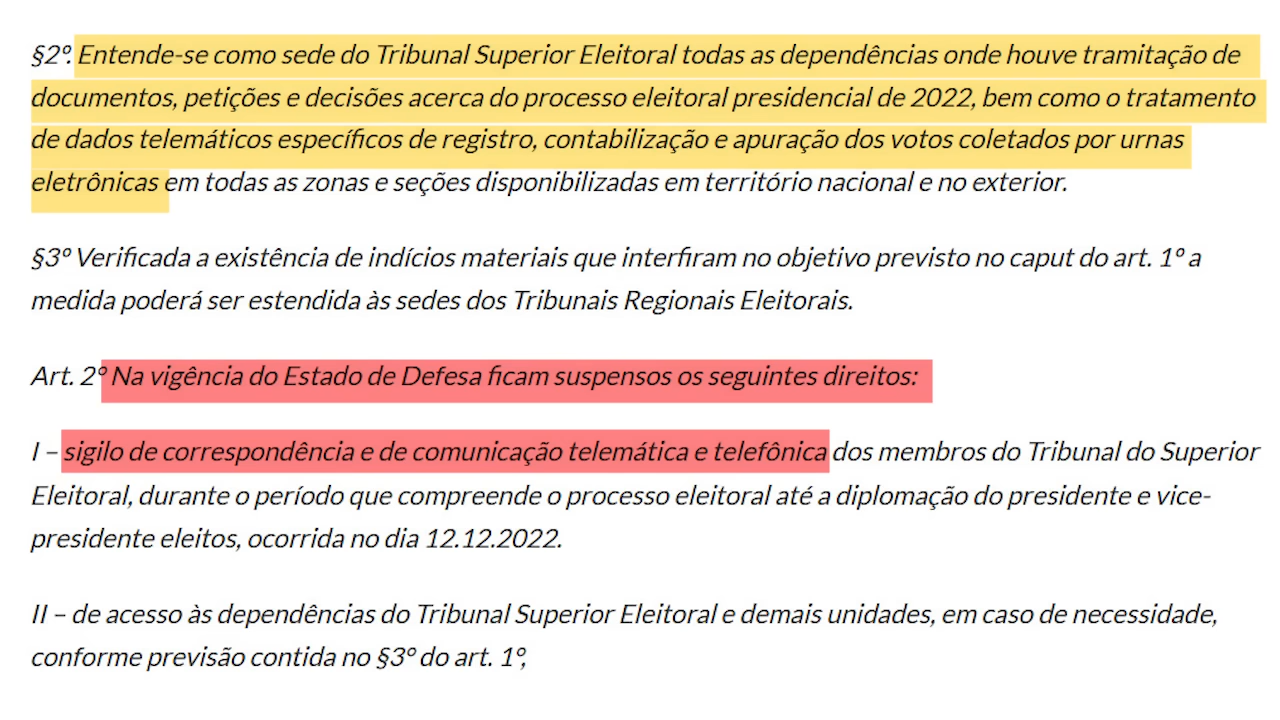 §2º. Entende-se como sede do Tribunal Superior Eleitoral todas as dependências onde houve tramitação de
documentos, petições e decisões acerca do processo eleitoral presidencial de 2022, bem como o tratamento
de dados telemáticos específicos de registro, contabilização e apuração dos votos coletados por urnas
eletrônicas em todas as zonas e seções disponibilizadas em território nacional e no exterior.
§3º Verificada a existência de indícios materiais que interfiram no objetivo previsto no caput do art. 1º a
medida poderá ser estendida às sedes dos Tribunais Regionais Eleitorais.
Art. 2º Na vigência do Estado de Defesa ficam suspensos os seguintes direitos:
I – sigilo de correspondência e de comunicação telemática e telefônica dos membros do Tribunal do Superior
Eleitoral, durante o período que compreende o processo eleitoral até a diplomação do presidente e vice-
presidente eleitos, ocorrida no dia 12.12.2022.
II – de acesso às dependências do Tribunal Superior Eleitoral e demais unidades, em caso de necessidade,
conforme previsão contida no §3° do art. 1°,